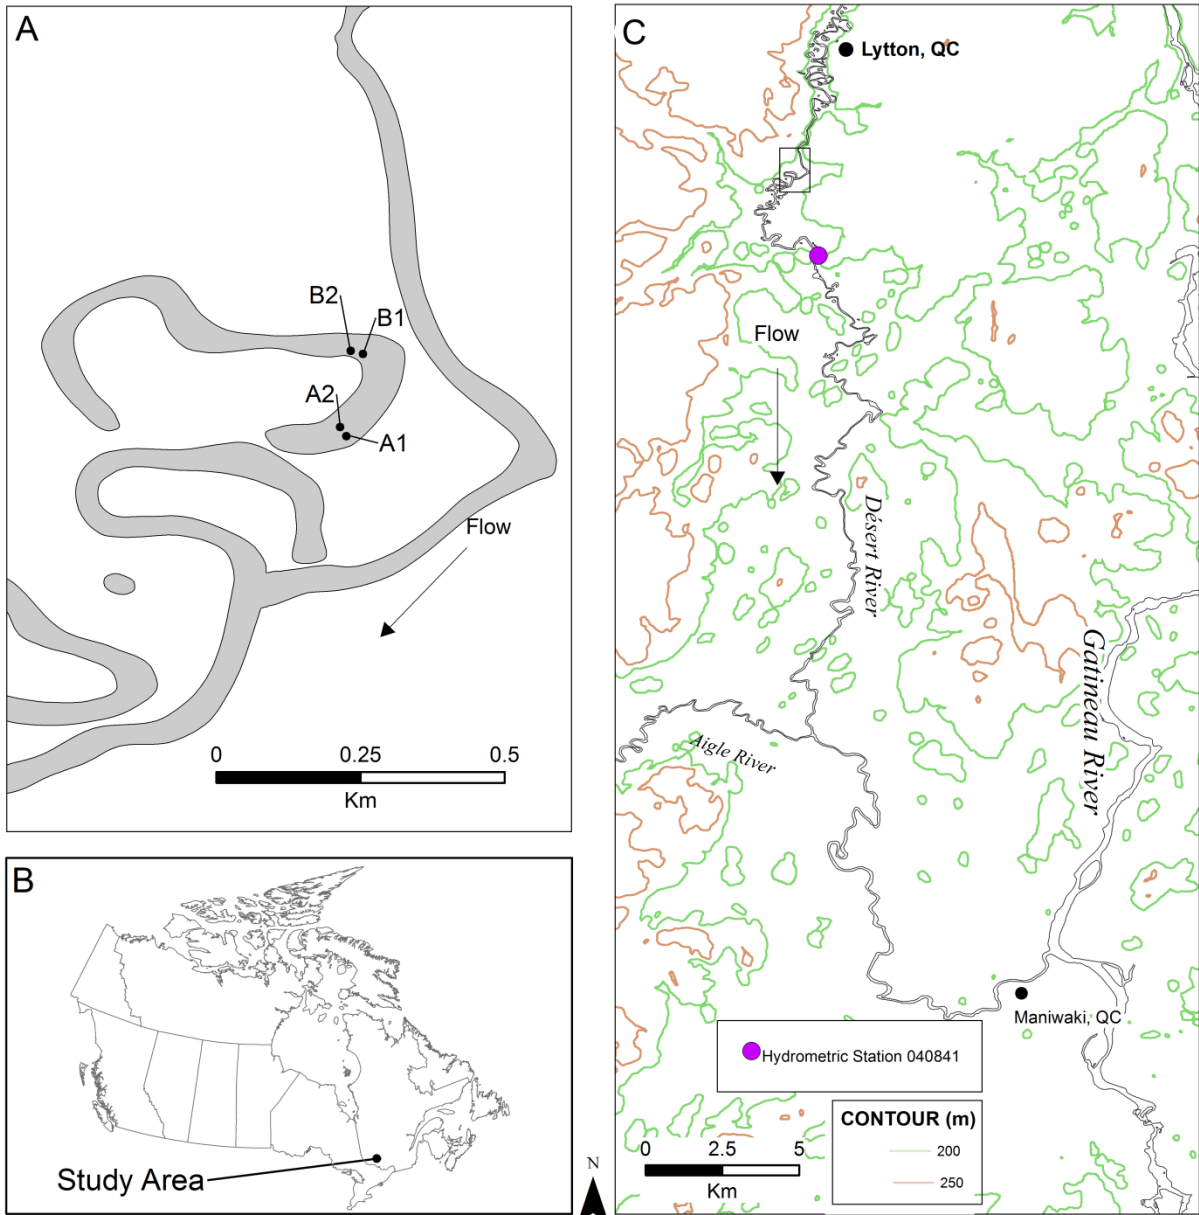 A
B2
B1
A2
A1
Flow
0
0.25
0.5
Km
B
Study Area
N
C
Lytton, QC
Flow
Désert River
Gatineau River
Aigle River
Maniwaki, QC
Hydrometric Station 040841
CONTOUR (m)
200
250
0
2.5
5
Km